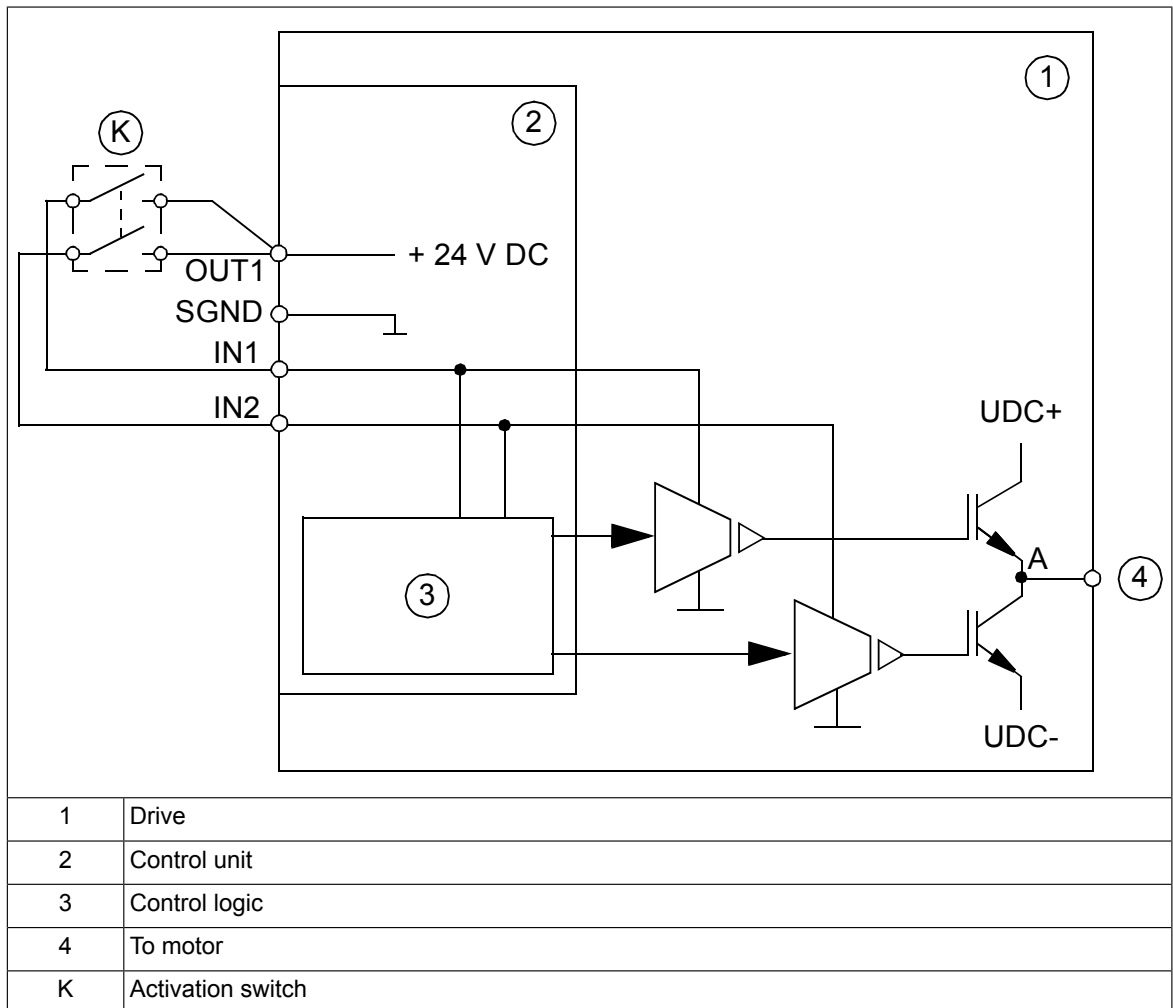 1
2
K
+ 24 V DC
OUT1
SGND
IN1
IN2
UDC+
A
4
3
UDC-
1 Drive
2 Control unit
3 Control logic
4 To motor
K Activation switch